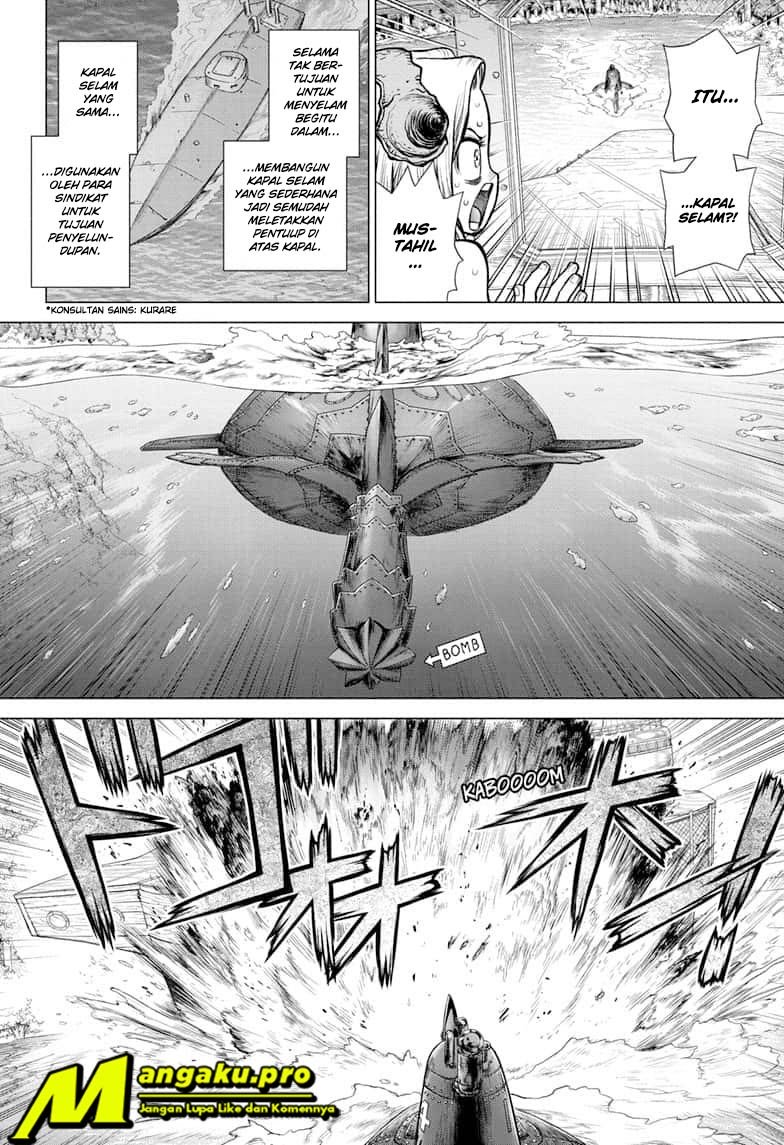 ITU...
...KAPAL
SELAM?!
MUS-
TAHIL
...
SELAMA
TAK BER-
TUJUAN
UNTUK
MENYELAM
BEGITU
DALAM...
...MEMBANGUN
KAPAL SELAM
YANG SEDERHANA
JADI SEMUDAH
MELETAKKAN
PENTUUP DI
ATAS KAPAL.
KAPAL
SELAM
YANG
SAMA...
...DIGUNAKAN
OLEH PARA
SINDIKAT
UNTUK
TUJUAN
PENYELUN-
DUPAN.
*KONSULTAN SAINS: KURARE
BOMB
ドゴォォォッ!
KABOOOOM
Mangaku.pro
Jangan Lupa Like dan Komennya